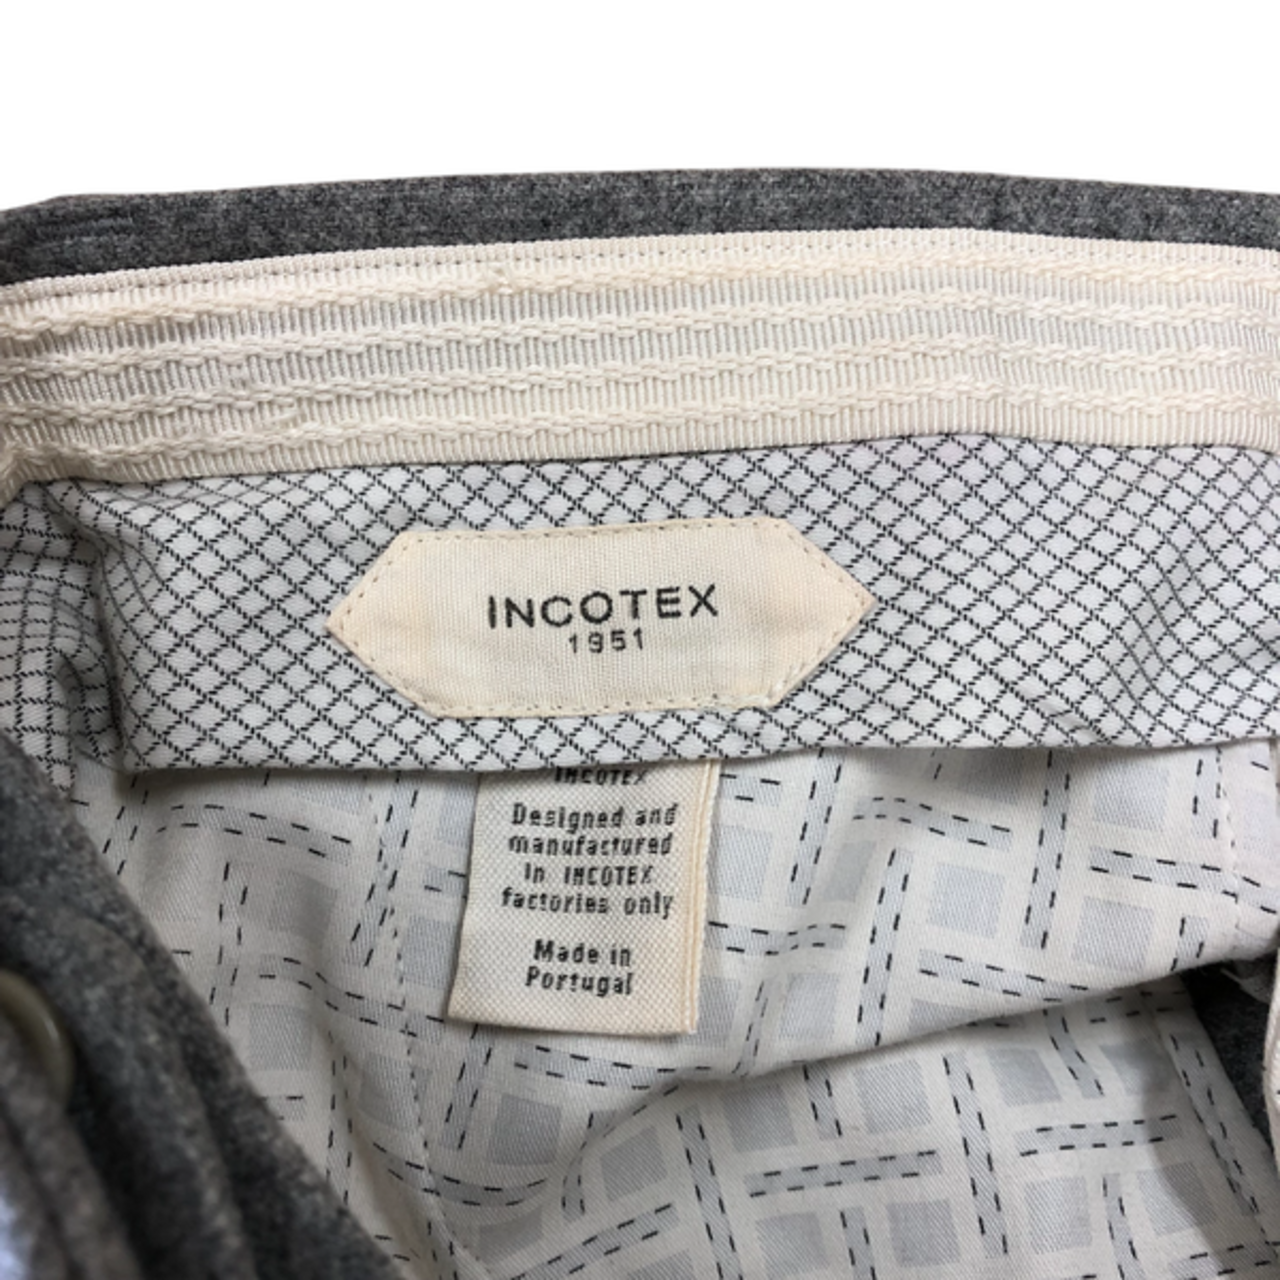 INCOTEX
1951
INCOTEX
Designed and
manufactured
in INCOTEX
factories only
Made in
Portugal